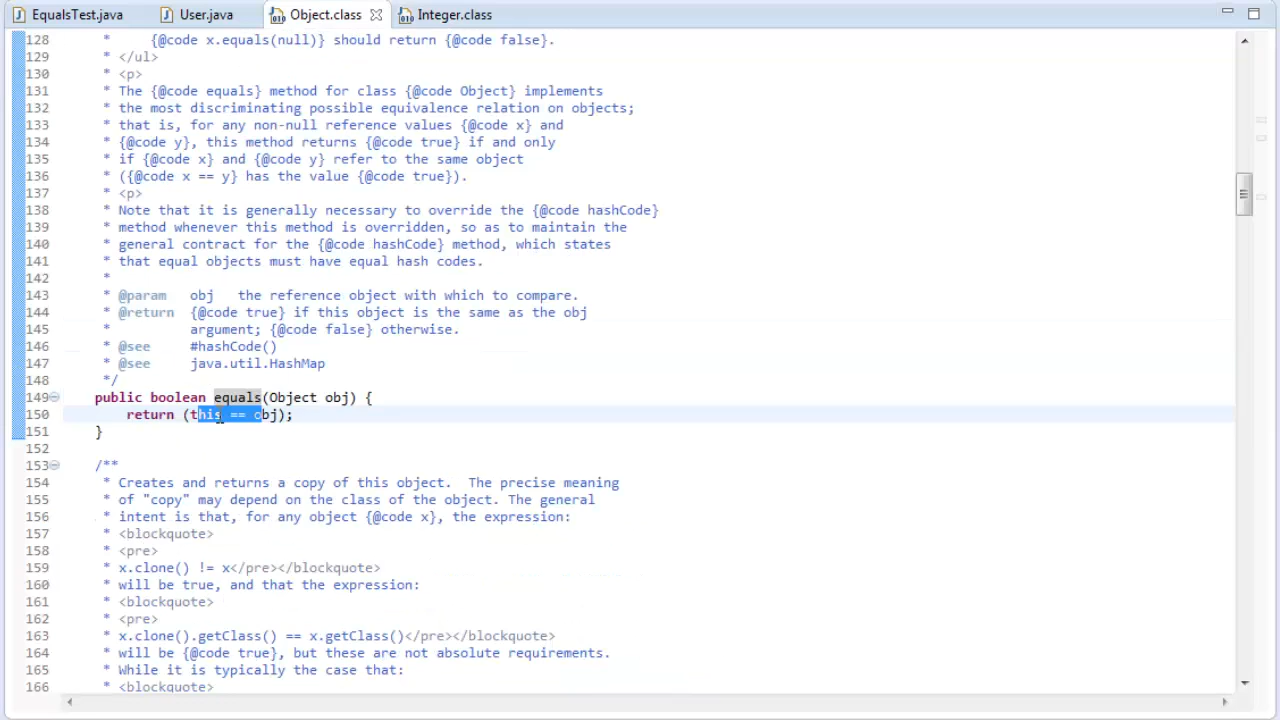 EqualsTest.java User.java Object.class Integer.class
128 * {@code x.equals(null)} should return {@code false}.
129 * </ul>
130 * <p>
131 * The {@code equals} method for class {@code Object} implements
132 * the most discriminating possible equivalence relation on objects;
133 * that is, for any non-null reference values {@code x} and
134 * {@code y}, this method returns {@code true} if and only
135 * if {@code x} and {@code y} refer to the same object
136 * ({@code x == y} has the value {@code true}).
137 * <p>
138 * Note that it is generally necessary to override the {@code hashCode}
139 * method whenever this method is overridden, so as to maintain the
140 * general contract for the {@code hashCode} method, which states
141 * that equal objects must have equal hash codes.
142 *
143 * @param obj the reference object with which to compare.
144 * @return {@code true} if this object is the same as the obj
145 * argument; {@code false} otherwise.
146 * @see #hashCode()
147 * @see java.util.HashMap
148 */
149 public boolean equals(Object obj) {
150 return (this == obj);
151 }
152
153 /**
154 * Creates and returns a copy of this object. The precise meaning
155 * of "copy" may depend on the class of the object. The general
156 * intent is that, for any object {@code x}, the expression:
157 * <blockquote>
158 * <pre>
159 * x.clone() != x</pre></blockquote>
160 * will be true, and that the expression:
161 * <blockquote>
162 * <pre>
163 * x.clone().getClass() == x.getClass()</pre></blockquote>
164 * will be {@code true}, but these are not absolute requirements.
165 * While it is typically the case that:
166 * <blockquote>